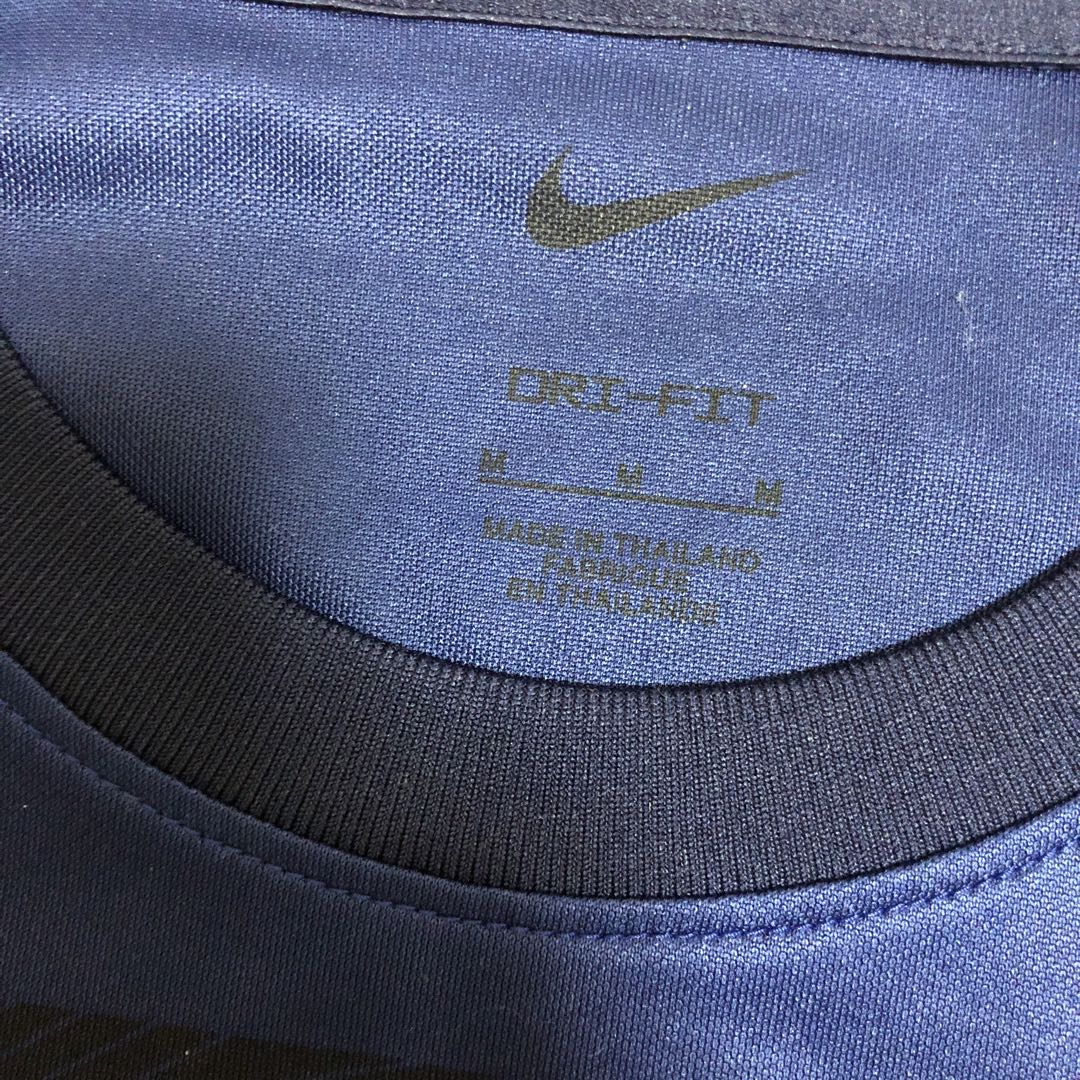 DRI-FIT
M M M
MADE IN THAILAND
FABRIQUE
EN THAILANDE